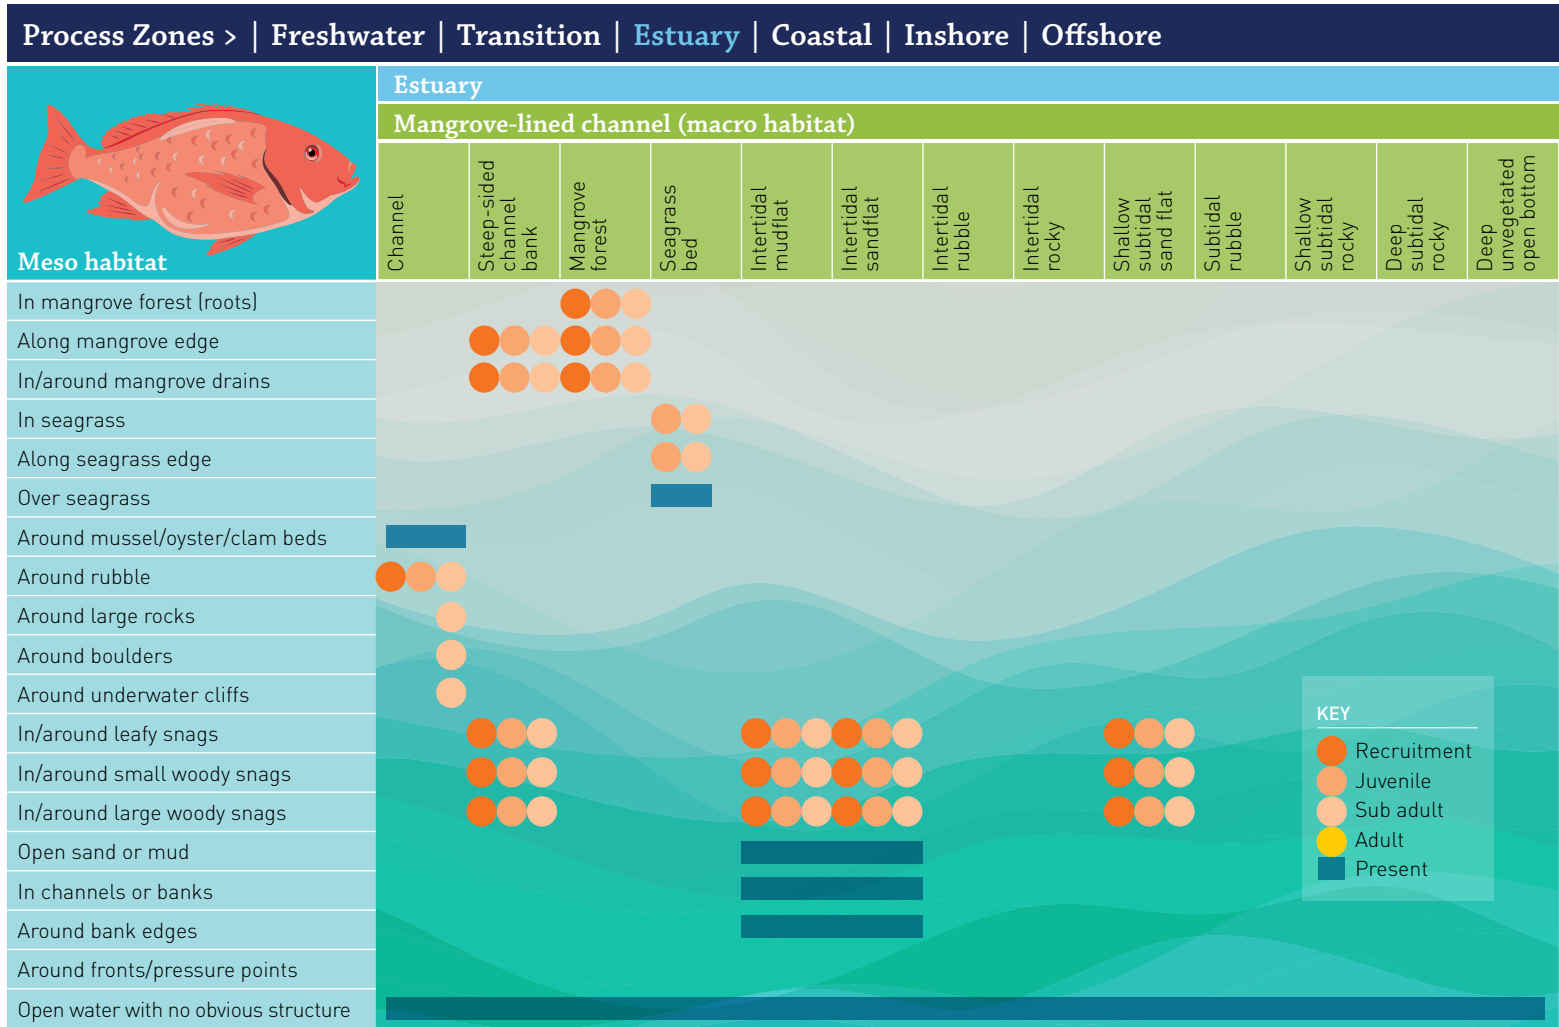 Process Zones > | Freshwater | Transition | Estuary | Coastal | Inshore | Offshore
Estuary
Mangrove-lined channel (macro habitat)
Meso habitat
Channel
Steep-sided
channel
bank
Mangrove
forest
Seagrass
bed
Intertidal
mudflat
Intertidal
sandflat
Intertidal
rubble
Intertidal
rocky
Shallow
subtidal
sand flat
Subtidal
rubble
Shallow
subtidal
rocky
Deep
subtidal
rocky
Deep
unvegetated
open bottom
In mangrove forest (roots)
Along mangrove edge
In/around mangrove drains
In seagrass
Along seagrass edge
Over seagrass
Around mussel/oyster/clam beds
Around rubble
Around large rocks
Around boulders
Around underwater cliffs
In/around leafy snags
In/around small woody snags
In/around large woody snags
Open sand or mud
In channels or banks
Around bank edges
Around fronts/pressure points
Open water with no obvious structure
KEY
Recruitment
Juvenile
Sub adult
Adult
Present